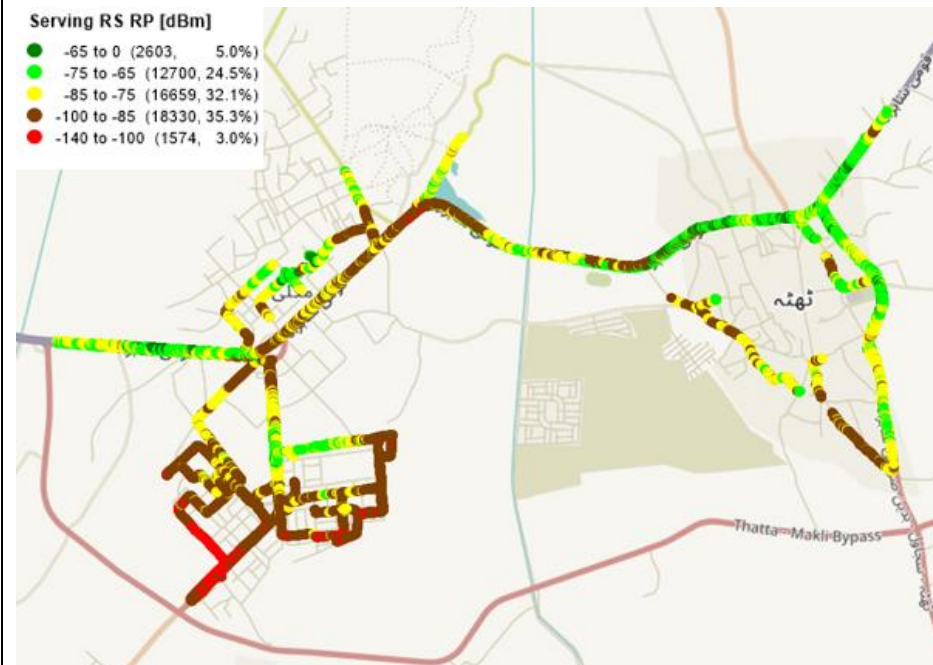 Serving RS RP [dBm]
-65 to 0 (2603, 5.0%)
-75 to -65 (12700, 24.5%)
-85 to -75 (16659, 32.1%)
-100 to -85 (18330, 35.3%)
-140 to -100 (1574, 3.0%)
قومی شاہراہ
ٹھٹہ
Thatta - Makli Bypass